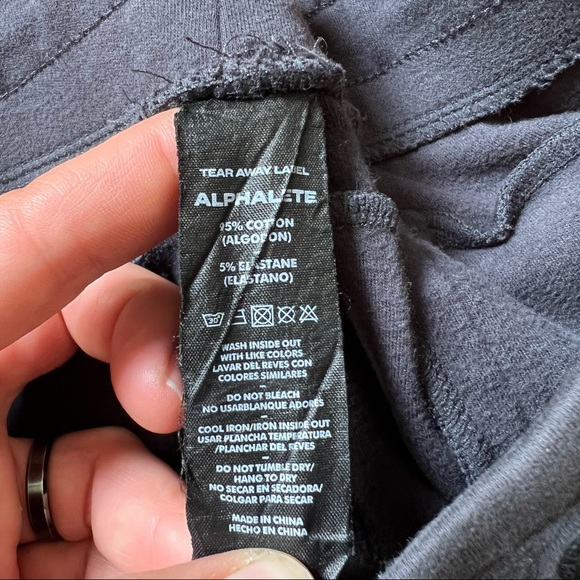 TEAR AWAY LABEL
ALPHALETE
95% COTTON
(ALGODON)
5% ELASTANE
(ELASTANO)
30°
WASH INSIDE OUT
WITH LIKE COLORS
LAVAR DEL REVES CON
COLORES SIMILARES
–
DO NOT BLEACH
NO USARBLANQUE ADORES
–
COOL IRON/IRON INSIDE OUT
USAR PLANCHA TEMPERATURA
/PLANCHAR DEL REVES
–
DO NOT TUMBLE DRY/
HANG TO DRY
NO SECAR EN SECADORA/
COLGAR PARA SECAR
–
MADE IN CHINA
HECHO EN CHINA